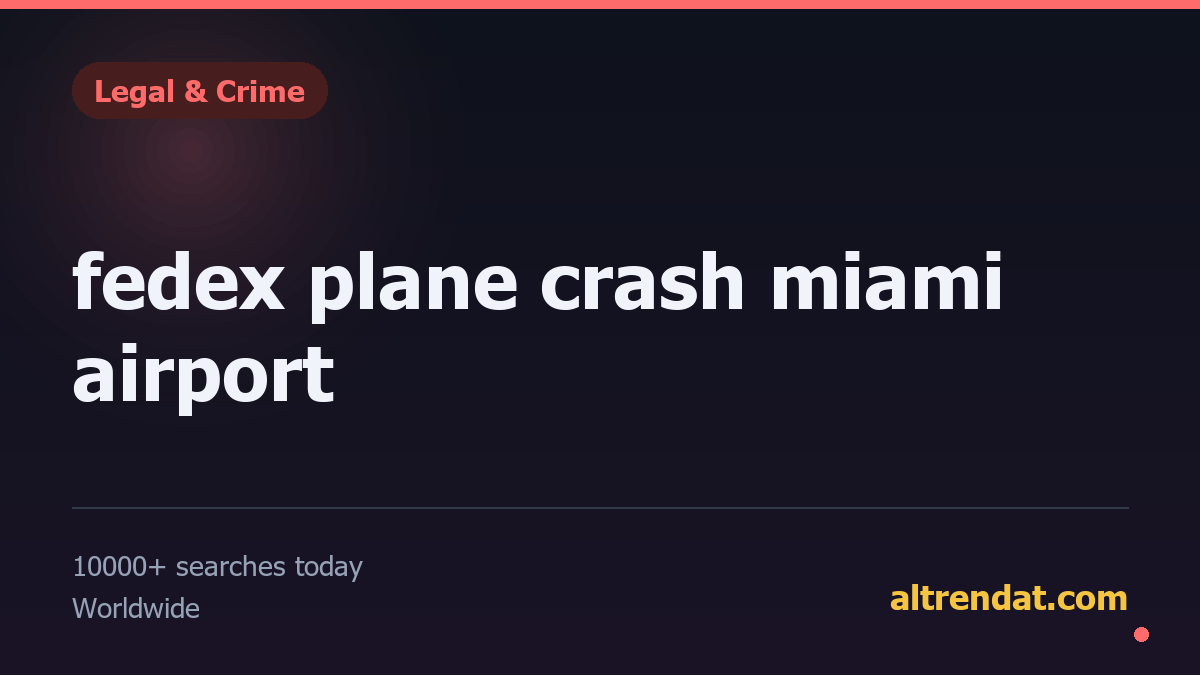 Legal & Crime
fedex plane crash miami
airport
10000+ searches today
Worldwide
altrendat.com